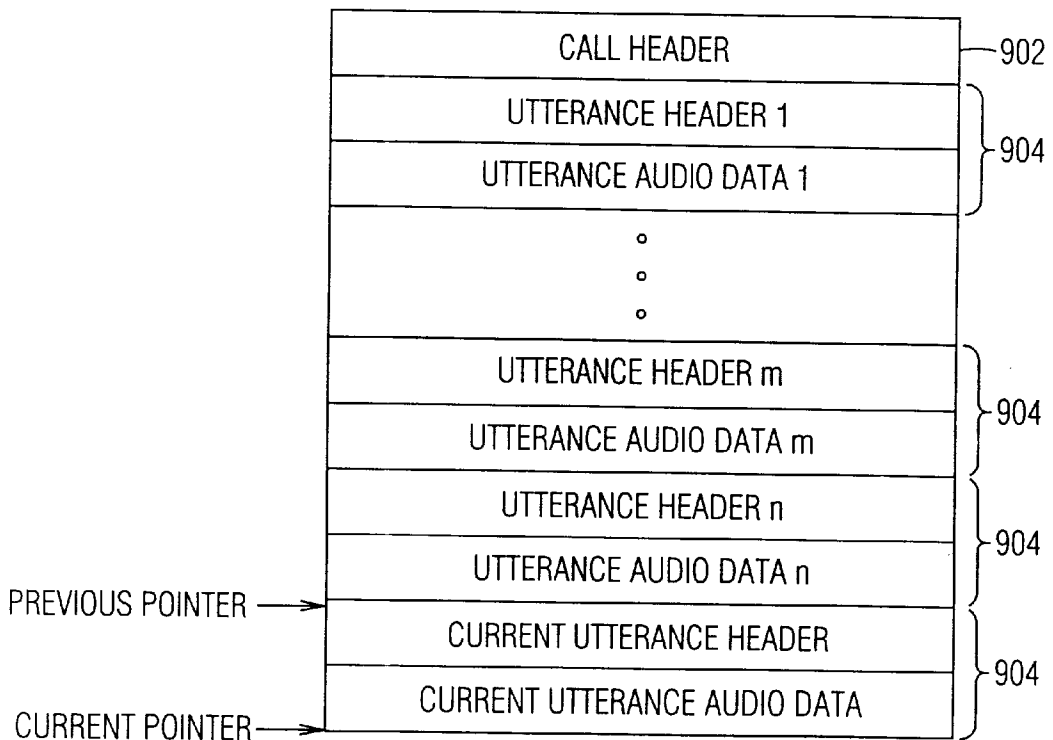 CALL HEADER 902
UTTERANCE HEADER 1
904
UTTERANCE AUDIO DATA 1
UTTERANCE HEADER m
904
UTTERANCE AUDIO DATA m
UTTERANCE HEADER n
904
UTTERANCE AUDIO DATA n
PREVIOUS POINTER
CURRENT UTTERANCE HEADER
904
CURRENT UTTERANCE AUDIO DATA
CURRENT POINTER